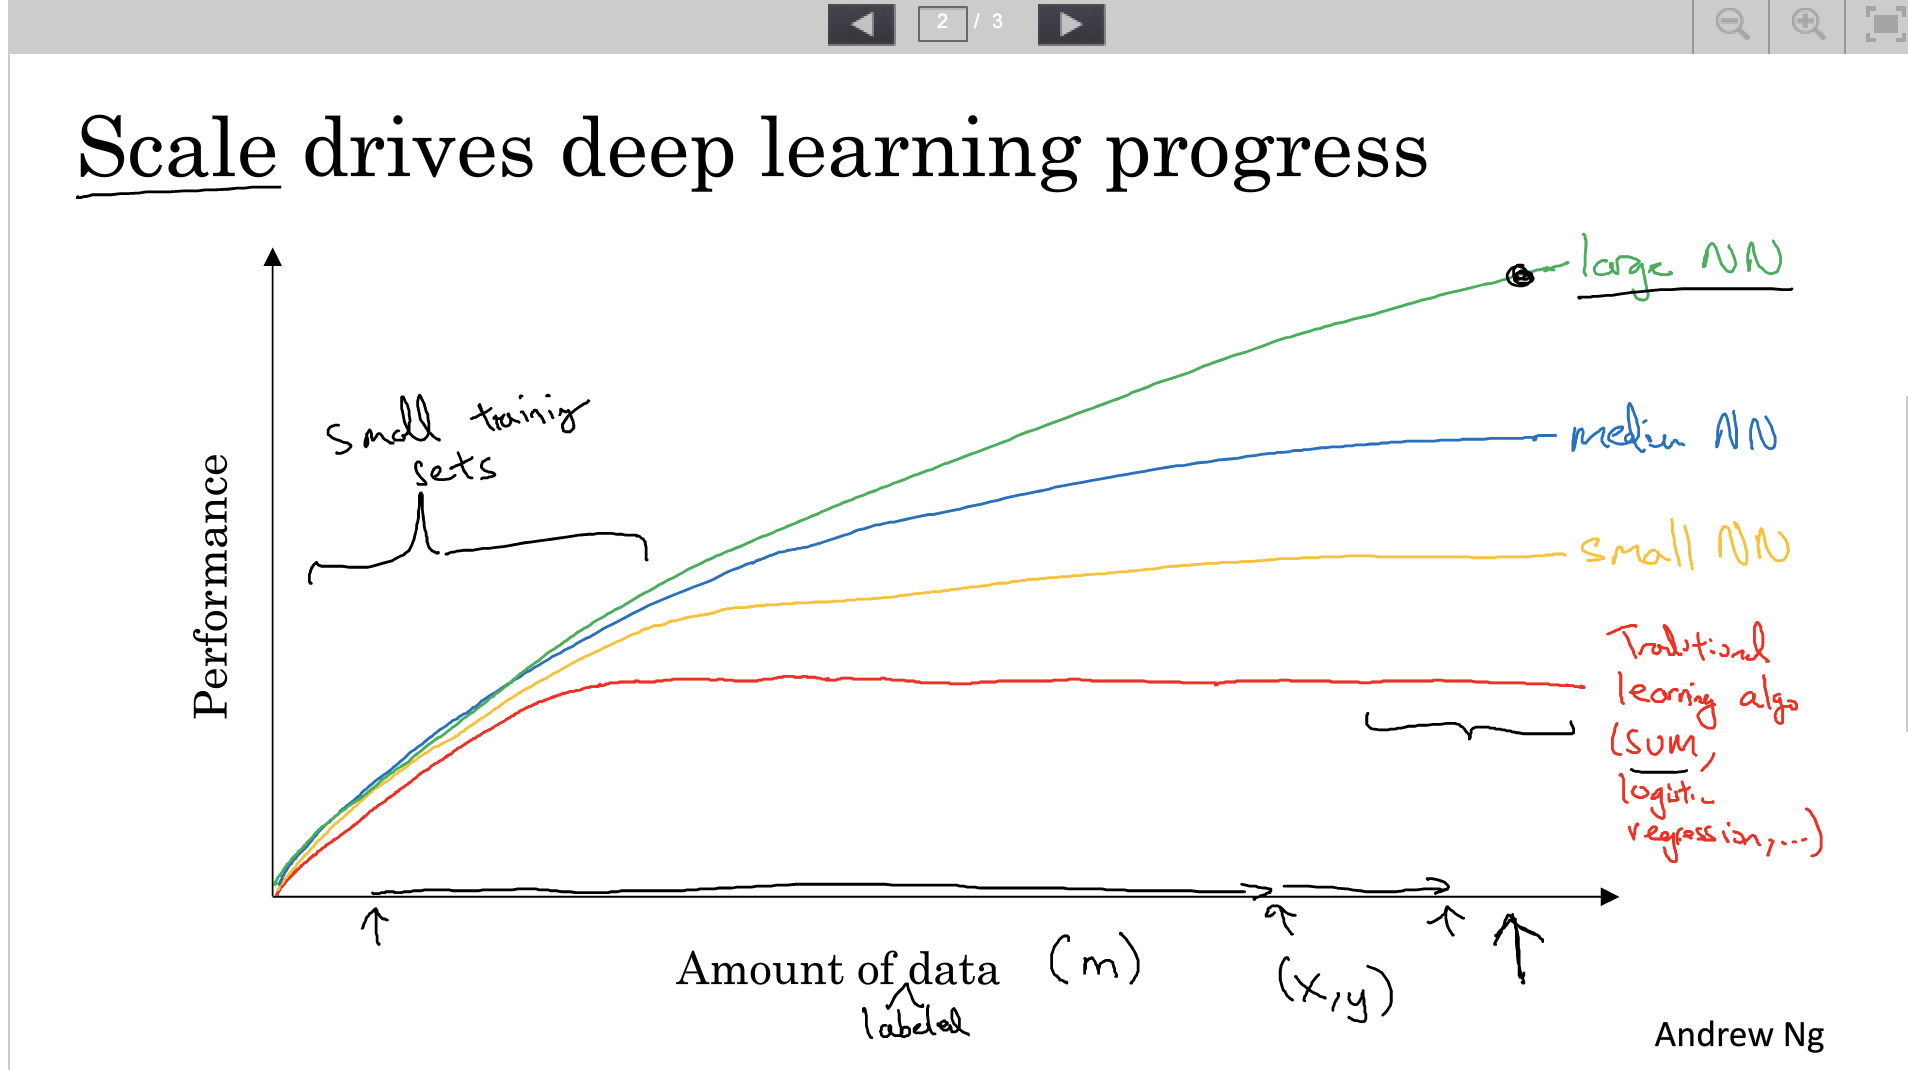 2 / 3
Scale drives deep learning progress
large NN
small training
sets
medium NN
small NN
Traditional
learning algo
(SVM,
logistic
regression,...)
Performance
Amount of data (m)
labeled
(x,y)
Andrew Ng